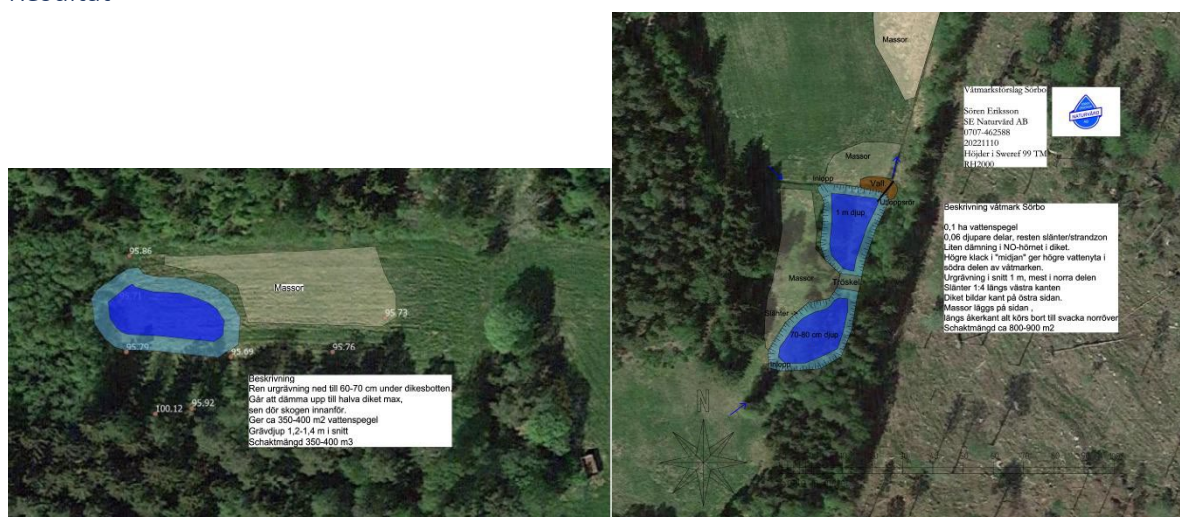 Resultat
95.86
Massor
95.73
95.79
95.69
95.76
100.12
95.92
Beskrivning
Ren urgrävning ned till 60-70 cm under dikesbotten.
Går att dämma upp till halva diket max,
sen dör skogen innanför.
Ger ca 350-400 m2 vattenspegel
Grävdjup 1,2-1,4 m i snitt
Schaktmängd 350-400 m3
Massor
Våtmarksförslag Sörbo
Sören Eriksson
SE Naturvård AB
0707-462588
20221110
Höjder i Sweref 99 TM
RH2000
NATURVÅRD
Massor
Inlopp
Vall
Utloppsrör
1 m djup
Massor
Tröskel
Slänter ->
70-80 cm djup
Inlopp
N
Beskrivning våtmark Sörbo
0,1 ha vattenspegel
0,06 djupare delar, resten slänter/strandzon
Liten dämning i NO-hörnet i diket.
Högre klack i "midjan" ger högre vattenyta i
södra delen av våtmarken.
Urgrävning i snitt 1 m, mest i norra delen
Slänter 1:4 längs västra kanten
Diket bildar kant på östra sidan.
Massor läggs på sidan ,
längs åkerkant alt körs bort till svacka norröver
Schaktmängd ca 800-900 m2